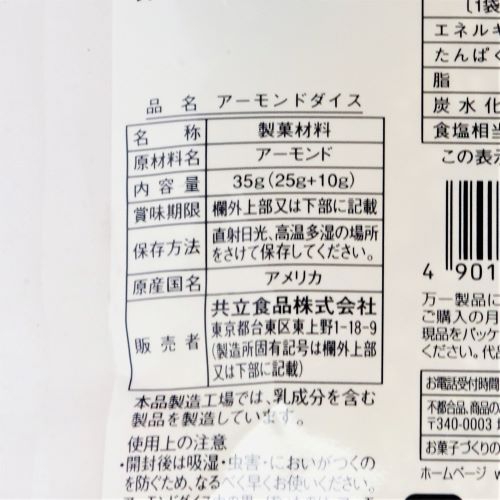 品名 アーモンドダイス
名称 製菓材料
原材料名 アーモンド
内容量 35g(25g+10g)
賞味期限 欄外上部又は下部に記載
保存方法 直射日光、高温多湿の場所
をさけて保存してください。
原産国名 アメリカ
販売者 共立食品株式会社
東京都台東区東上野1-18-9
(製造所固有記号は欄外上部
又は下部に記載)
本品製造工場では、乳成分を含む
製品を製造しています。
使用上の注意
・開封後は吸湿・虫害・においがつくの
を防ぐため、なるべく早くお使いください。
(1袋
エネルギ
たんぱく
脂
炭水化
食塩相当
この表示
4 901
万一製品に
ご購入の月
現品をパッケ
ください。代
お電話受付時間
不都合品、商品の
〒340-0003
お菓子づくりの
ホームページ w